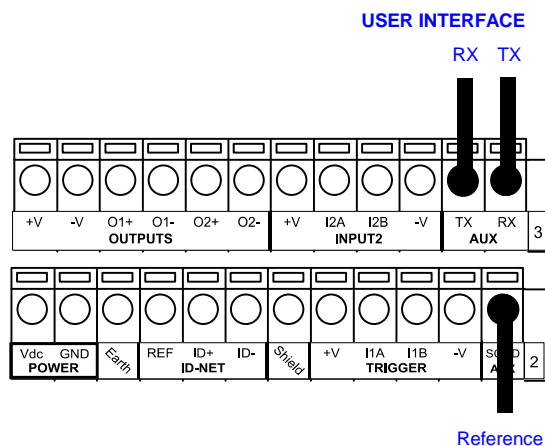 USER INTERFACE
RX TX
+V -V O1+ O1- O2+ O2- +V I2A I2B -V TX RX
OUTPUTS INPUT2 AUX 3
Vdc GND Earth REF ID+ ID- Shield +V I1A I1B -V
POWER ID-NET TRIGGER 2
Reference